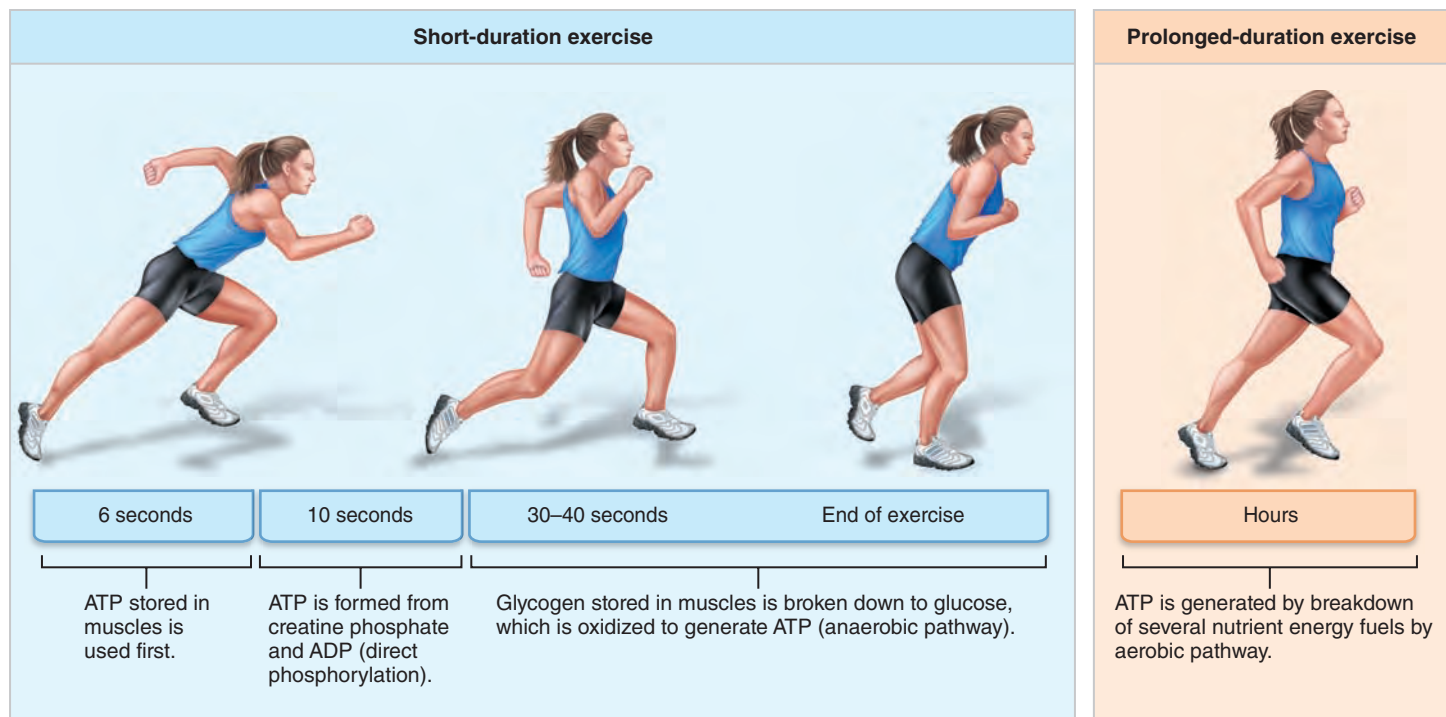 Short-duration exercise
Prolonged-duration exercise
6 seconds
10 seconds
30–40 seconds
End of exercise
Hours
ATP stored in
muscles is
used first.
ATP is formed from
creatine phosphate
and ADP (direct
phosphorylation).
Glycogen stored in muscles is broken down to glucose,
which is oxidized to generate ATP (anaerobic pathway).
ATP is generated by breakdown
of several nutrient energy fuels by
aerobic pathway.